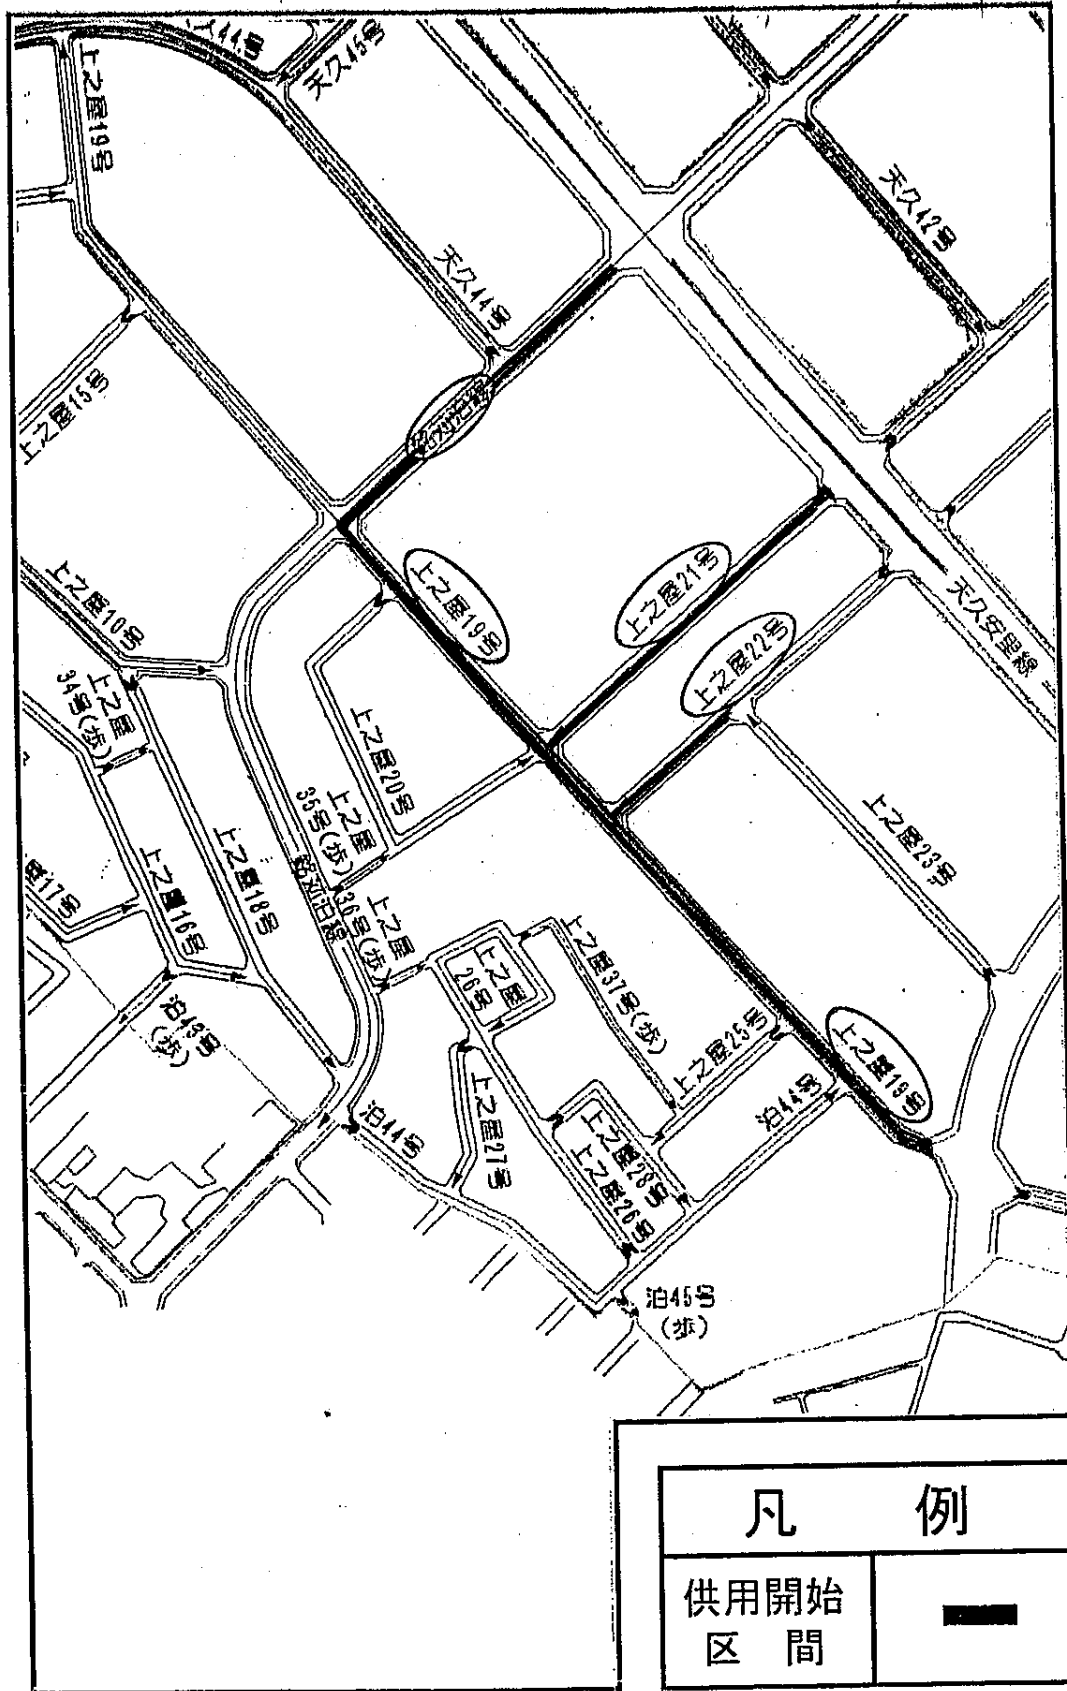 天久45号
上之屋19号
天久42号
天久44号
上之屋15号
上之屋19号
上之屋21号
上之屋10号
上之屋22号
天久安里線
上之屋
34号(歩)
上之屋20号
上之屋
35号(歩)
上之屋23号
上之屋18号
上之屋16号
17号
銘苅泊線
上之屋
36号(歩)
上之屋
26号
上之屋37号(歩)
泊43号
(歩)
上之屋25号
上之屋19号
泊44号
泊44号
上之屋27号
上之屋28号
上之屋26号
泊45号
(歩)
凡　例
供用開始
区　間